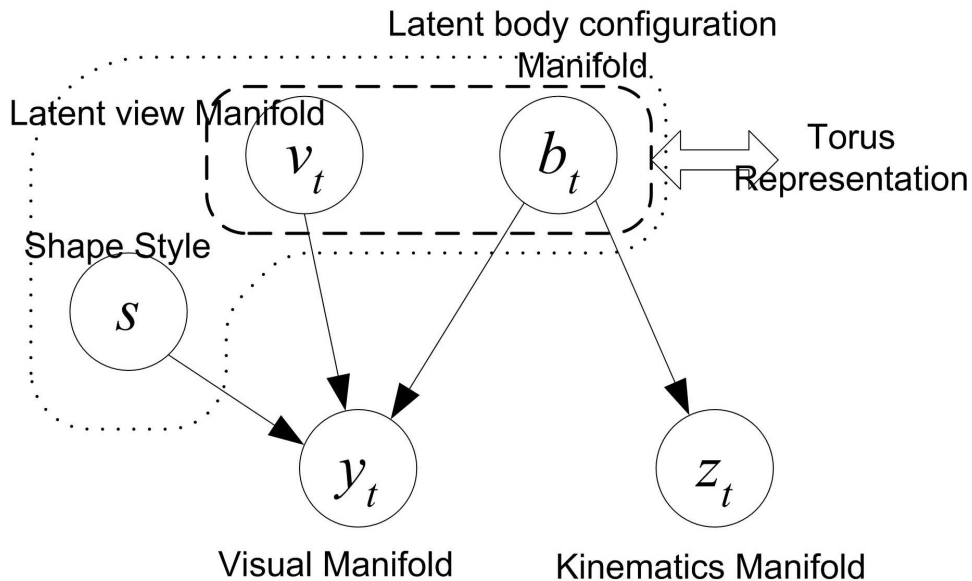 Latent body configuration
Manifold
Latent view Manifold
v_t
b_t
Torus
Representation
Shape Style
s
y_t
z_t
Visual Manifold
Kinematics Manifold